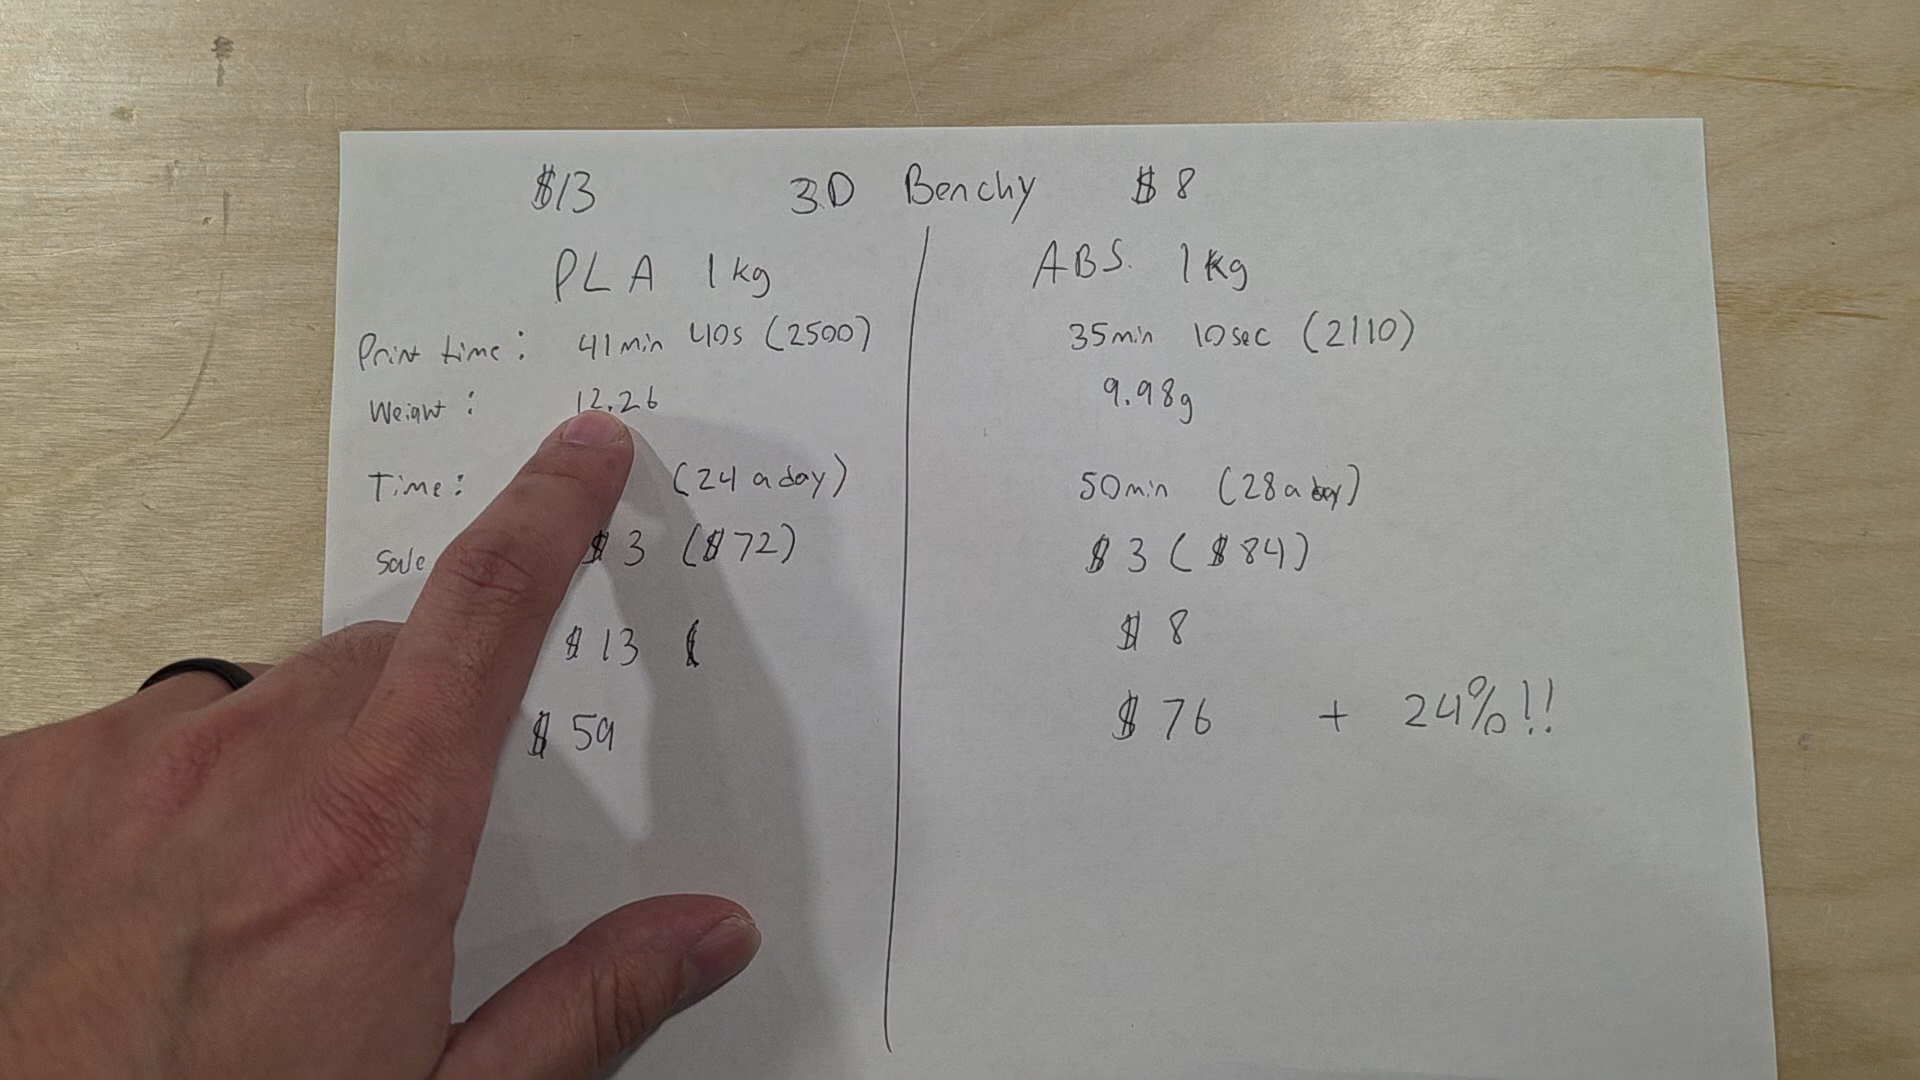 $13 3D Benchy $8
PLA 1kg
Print time: 41min 40s (2500)
Weight: 12.26
Time: (24 a day)
Sale $3 ($72)
$13
$59
ABS. 1kg
35min 10sec (2110)
9.98g
50min (28 a day)
$3 ($84)
$8
$76 + 24%!!